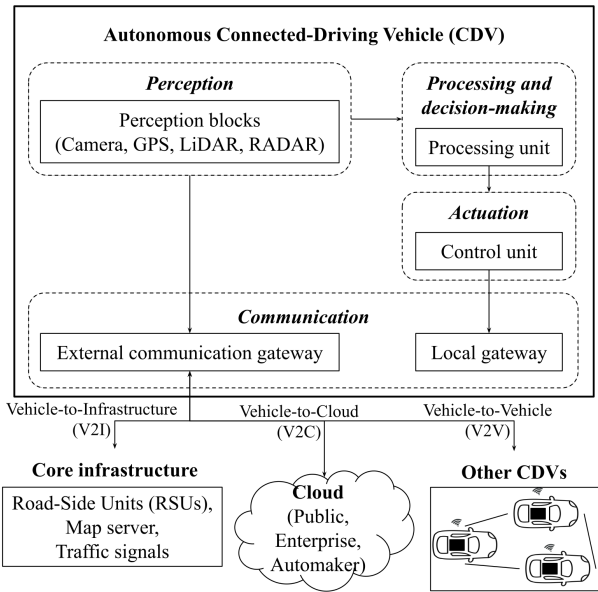 Autonomous Connected-Driving Vehicle (CDV)
Perception
Perception blocks
(Camera, GPS, LiDAR, RADAR)
Processing and
decision-making
Processing unit
Actuation
Control unit
Communication
External communication gateway
Local gateway
Vehicle-to-Infrastructure
(V2I)
Vehicle-to-Cloud
(V2C)
Vehicle-to-Vehicle
(V2V)
Core infrastructure
Road-Side Units (RSUs),
Map server,
Traffic signals
Cloud
(Public,
Enterprise,
Automaker)
Other CDVs